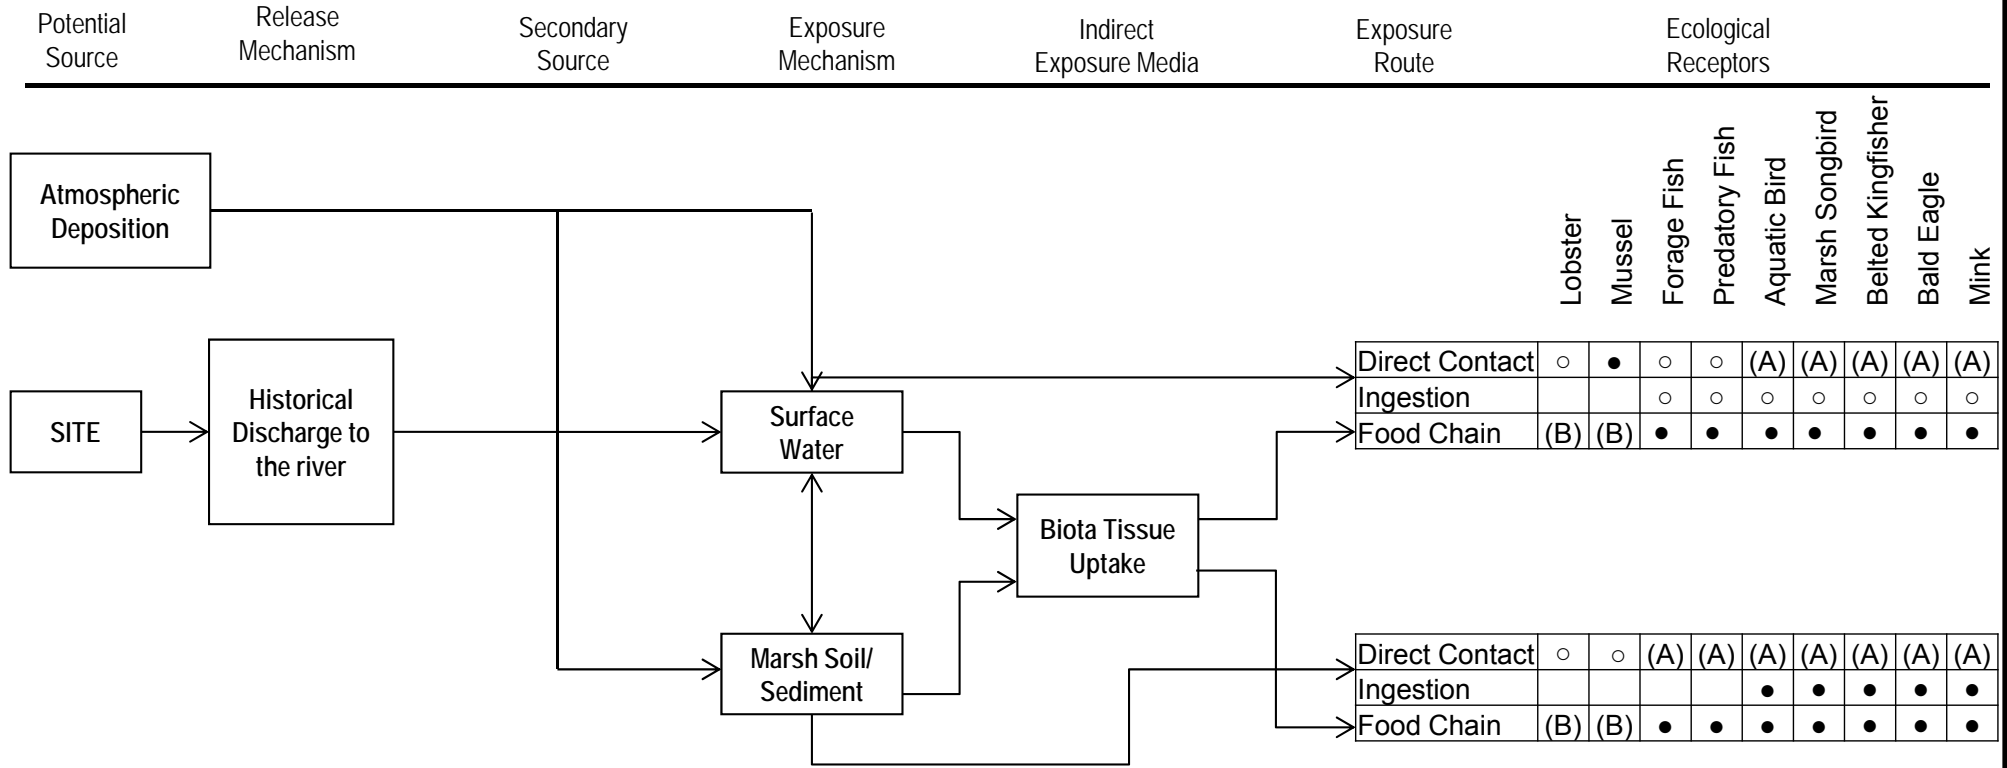 Potential
Source
Release
Mechanism
Secondary
Source
Exposure
Mechanism
Indirect
Exposure Media
Exposure
Route
Ecological
Receptors
Lobster
Mussel
Forage Fish
Predatory Fish
Aquatic Bird
Marsh Songbird
Belted Kingfisher
Bald Eagle
Mink
Atmospheric
Deposition
SITE
Historical
Discharge to
the river
Surface
Water
Marsh Soil/
Sediment
Biota Tissue
Uptake
Direct Contact ○ ● ○ ○ (A) (A) (A) (A) (A)
Ingestion ○ ○ ○ ○ ○ ○ ○
Food Chain (B) (B) ● ● ● ● ● ● ●
Direct Contact ○ ○ (A) (A) (A) (A) (A) (A) (A)
Ingestion ● ● ● ● ●
Food Chain (B) (B) ● ● ● ● ● ● ●